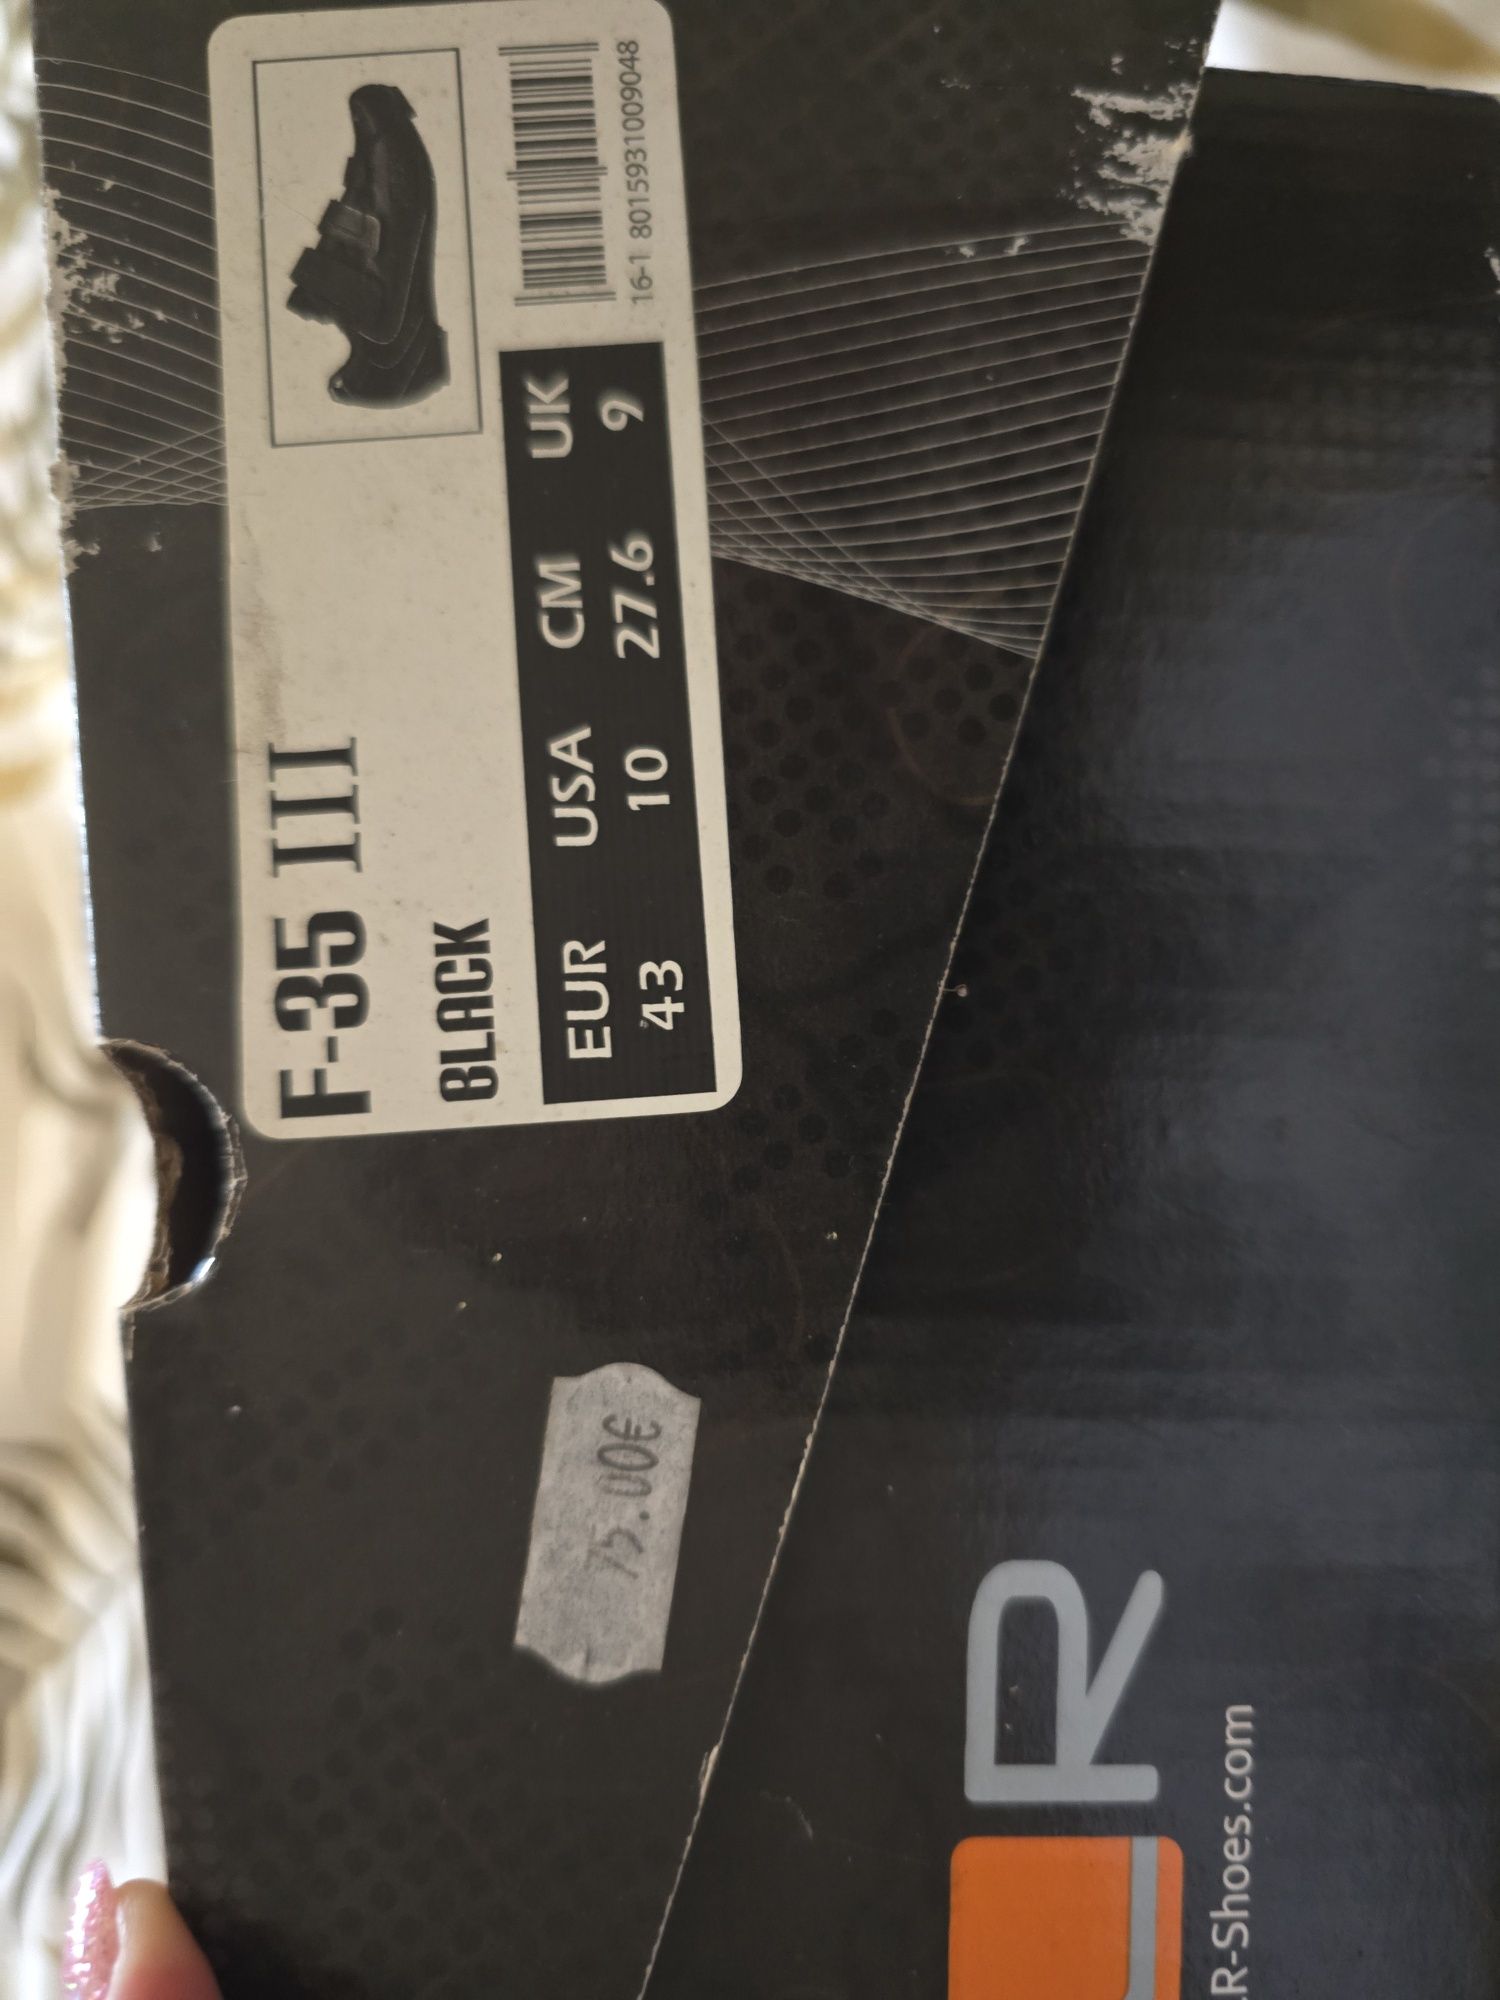 F-35 III
BLACK
EUR USA CM UK
43 10 27.6 9
16-1 8015931009048
75.00€
R
R-Shoes.com